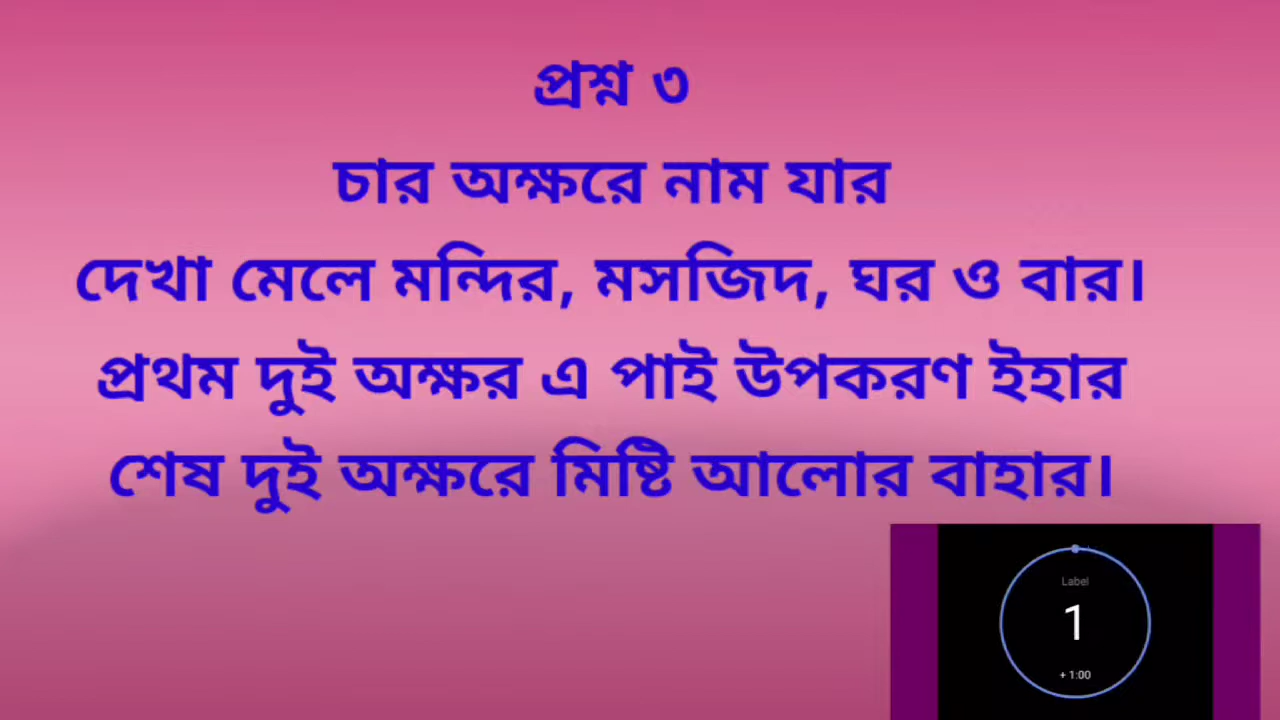 প্রশ্ন ৩
চার অক্ষরে নাম যার
দেখা মেলে মন্দির, মসজিদ, ঘর ও বার।
প্রথম দুই অক্ষর এ পাই উপকরণ ইহার
শেষ দুই অক্ষরে মিষ্টি আলোর বাহার।
Label
1
+ 1:00